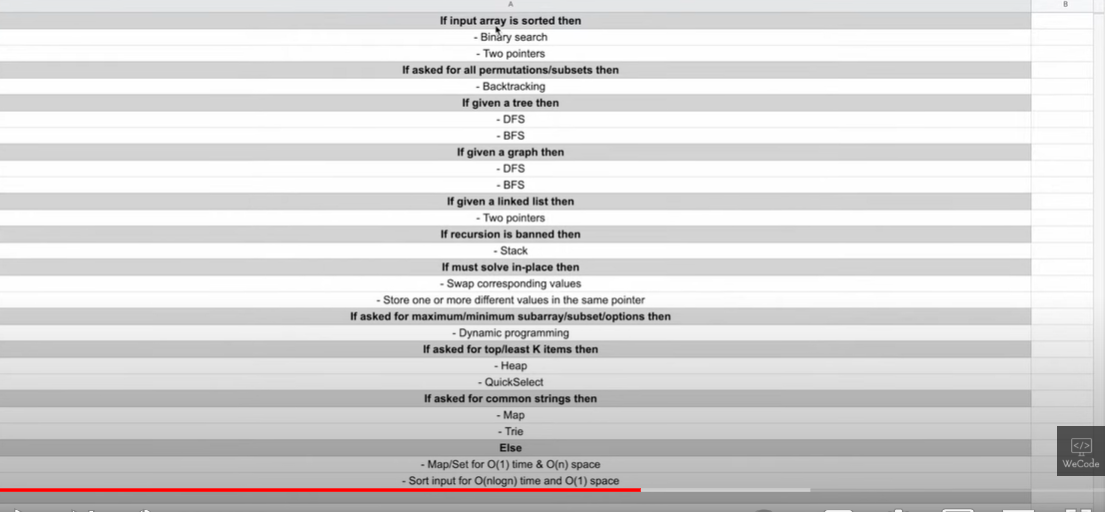 A
B
If input array is sorted then
- Binary search
- Two pointers
If asked for all permutations/subsets then
- Backtracking
If given a tree then
- DFS
- BFS
If given a graph then
- DFS
- BFS
If given a linked list then
- Two pointers
If recursion is banned then
- Stack
If must solve in-place then
- Swap corresponding values
- Store one or more different values in the same pointer
If asked for maximum/minimum subarray/subset/options then
- Dynamic programming
If asked for top/least K items then
- Heap
- QuickSelect
If asked for common strings then
- Map
- Trie
Else
- Map/Set for O(1) time & O(n) space
- Sort input for O(nlogn) time and O(1) space
</>
WeCode